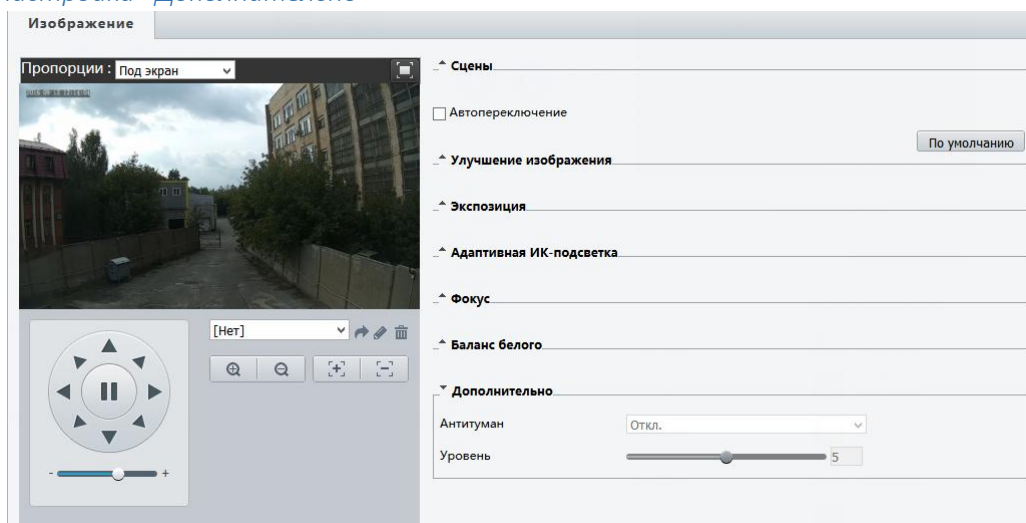 Изображение
Пропорции : Под экран
Сцены
Автопереключение
По умолчанию
Улучшение изображения
Экспозиция
Адаптивная ИК-подсветка
Фокус
[Нет]
Баланс белого
Дополнительно
Антитуман Откл.
Уровень 5
- +